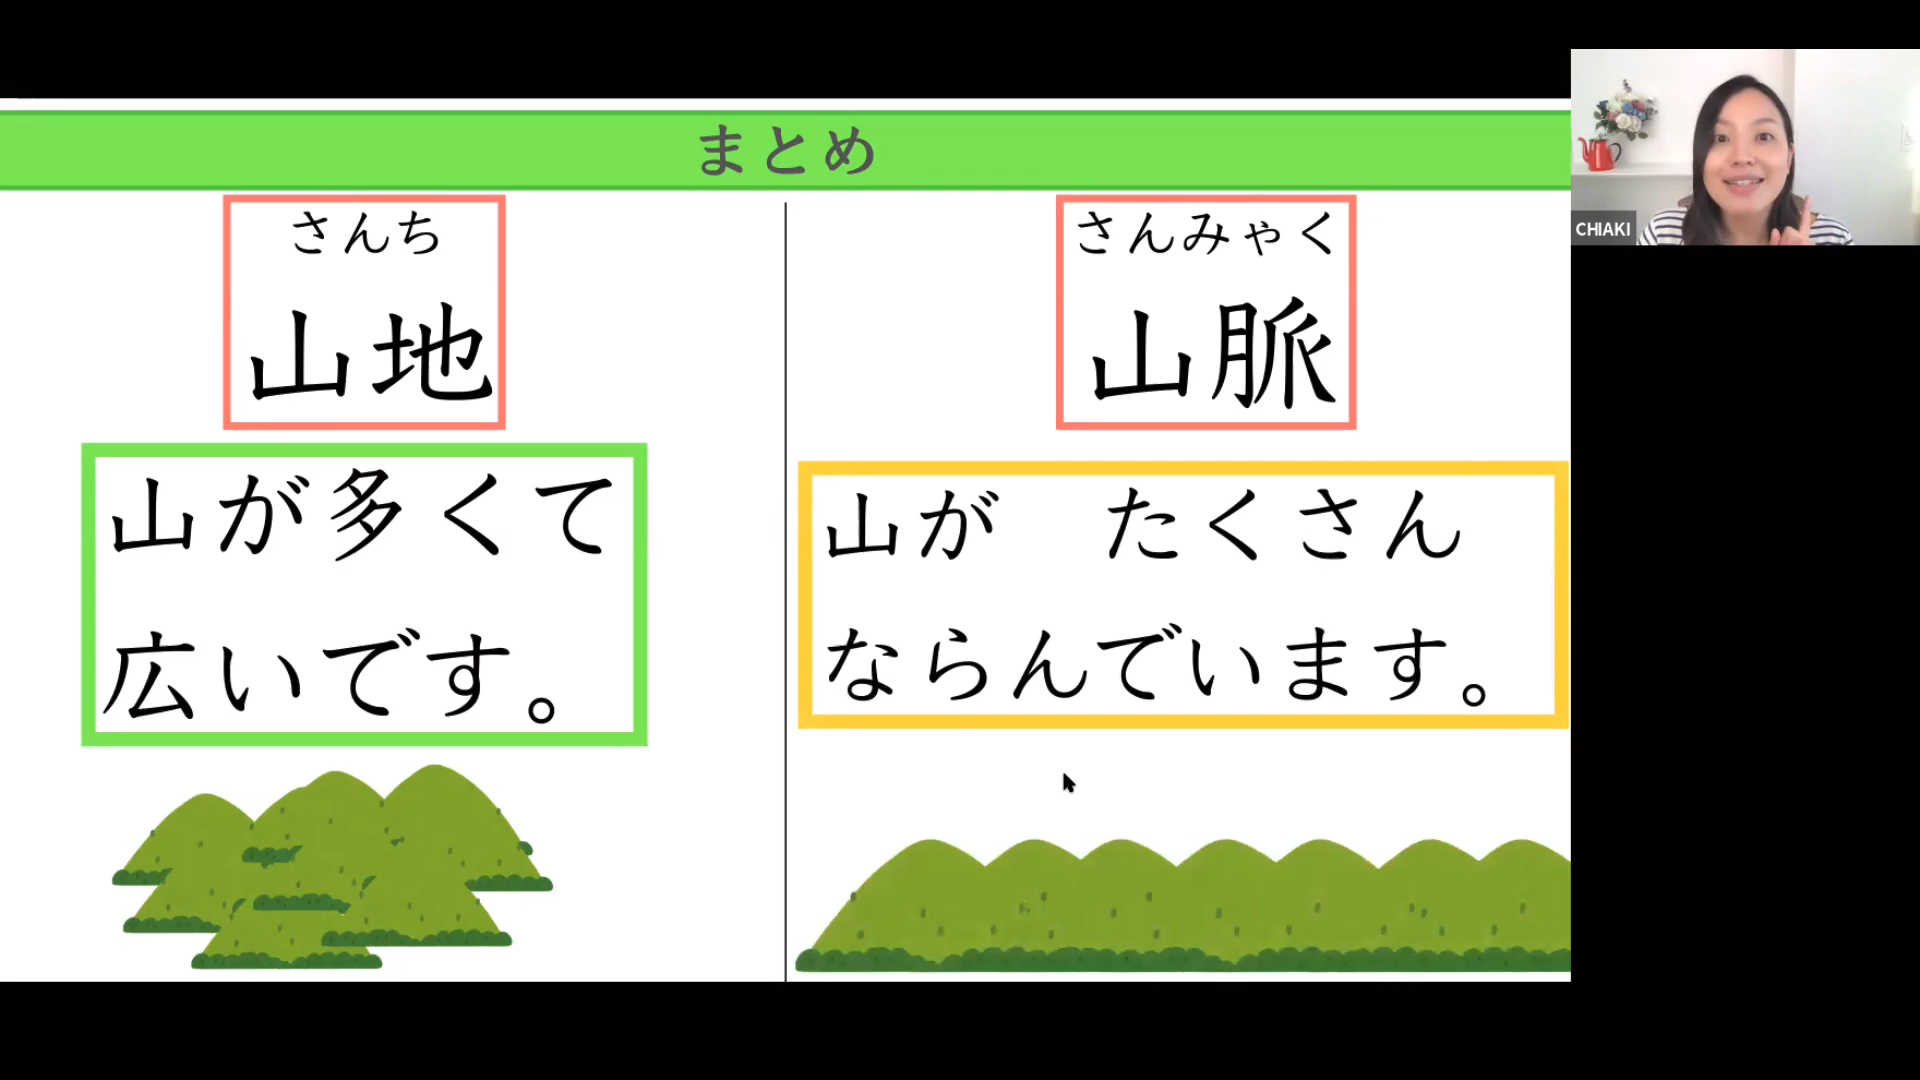 まとめ
さんち
山地
山が多くて
広いです。
さんみゃく
山脈
山が　たくさん
ならんでいます。
CHIAKI